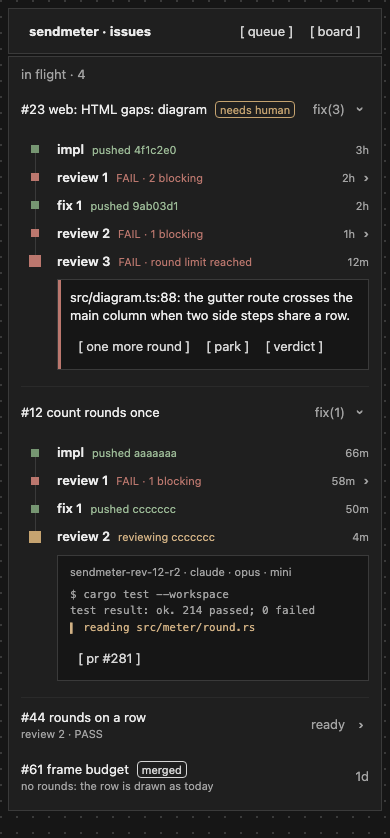 sendmeter · issues [ queue ] [ board ]
in flight · 4
#23 web: HTML gaps: diagram needs human fix(3) ⌄
impl pushed 4f1c2e0 3h
review 1 FAIL · 2 blocking 2h ›
fix 1 pushed 9ab03d1 2h
review 2 FAIL · 1 blocking 1h ›
review 3 FAIL · round limit reached 12m
src/diagram.ts:88: the gutter route crosses the
main column when two side steps share a row.
[ one more round ] [ park ] [ verdict ]
#12 count rounds once fix(1) ⌄
impl pushed aaaaaaa 66m
review 1 FAIL · 1 blocking 58m ›
fix 1 pushed ccccccc 50m
review 2 reviewing ccccccc 4m
sendmeter-rev-12-r2 · claude · opus · mini
$ cargo test --workspace
test result: ok. 214 passed; 0 failed
reading src/meter/round.rs
[ pr #281 ]
#44 rounds on a row ready ›
review 2 · PASS
#61 frame budget merged 1d
no rounds: the row is drawn as today